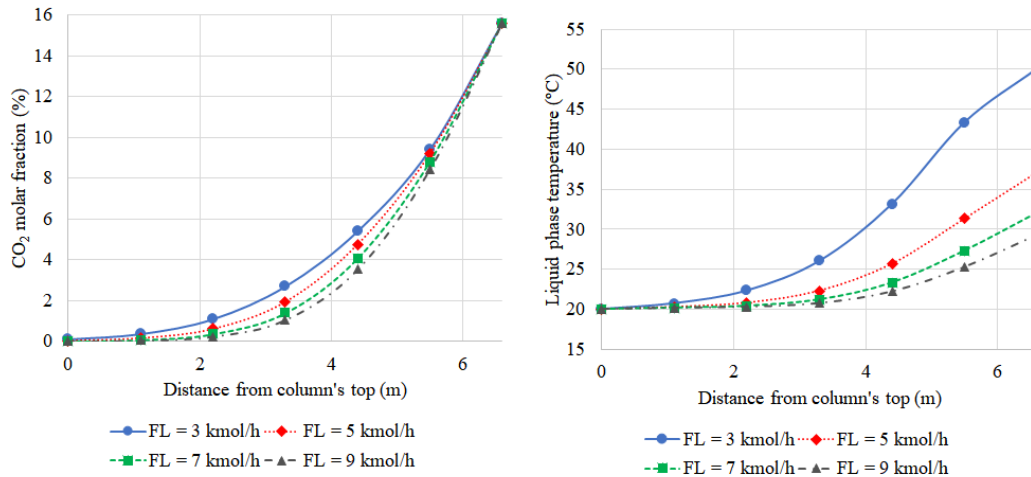 CO₂ molar fraction (%)
16
14
12
10
8
6
4
2
0
0 2 4 6
Distance from column's top (m)
FL = 3 kmol/h FL = 5 kmol/h
FL = 7 kmol/h FL = 9 kmol/h
Liquid phase temperature (ºC)
55
50
45
40
35
30
25
20
15
0 2 4 6
Distance from column's top (m)
FL = 3 kmol/h FL = 5 kmol/h
FL = 7 kmol/h FL = 9 kmol/h